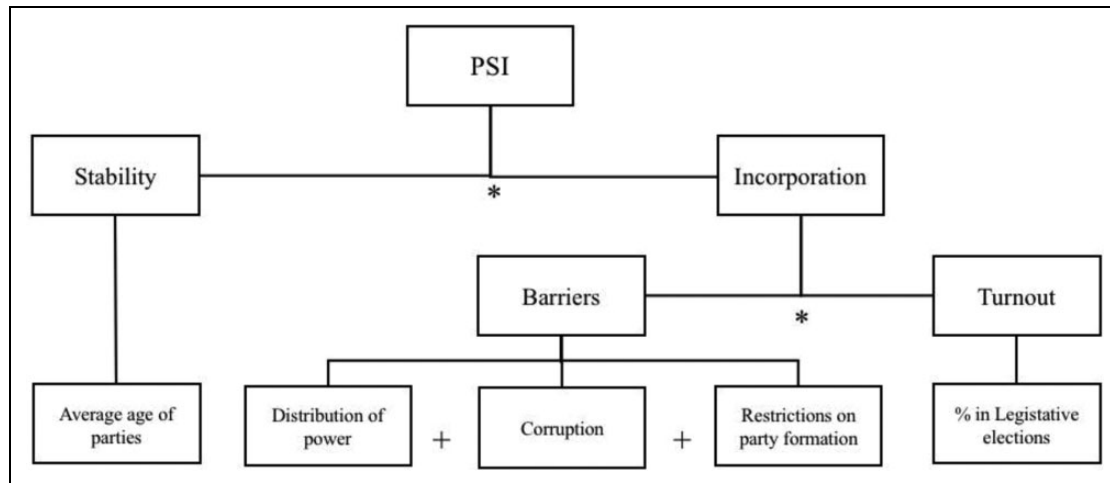 PSI
Stability
*
Incorporation
Barriers
*
Turnout
Average age of
parties
Distribution of
power
+
Corruption
+
Restrictions on
party formation
% in Legistative
elections